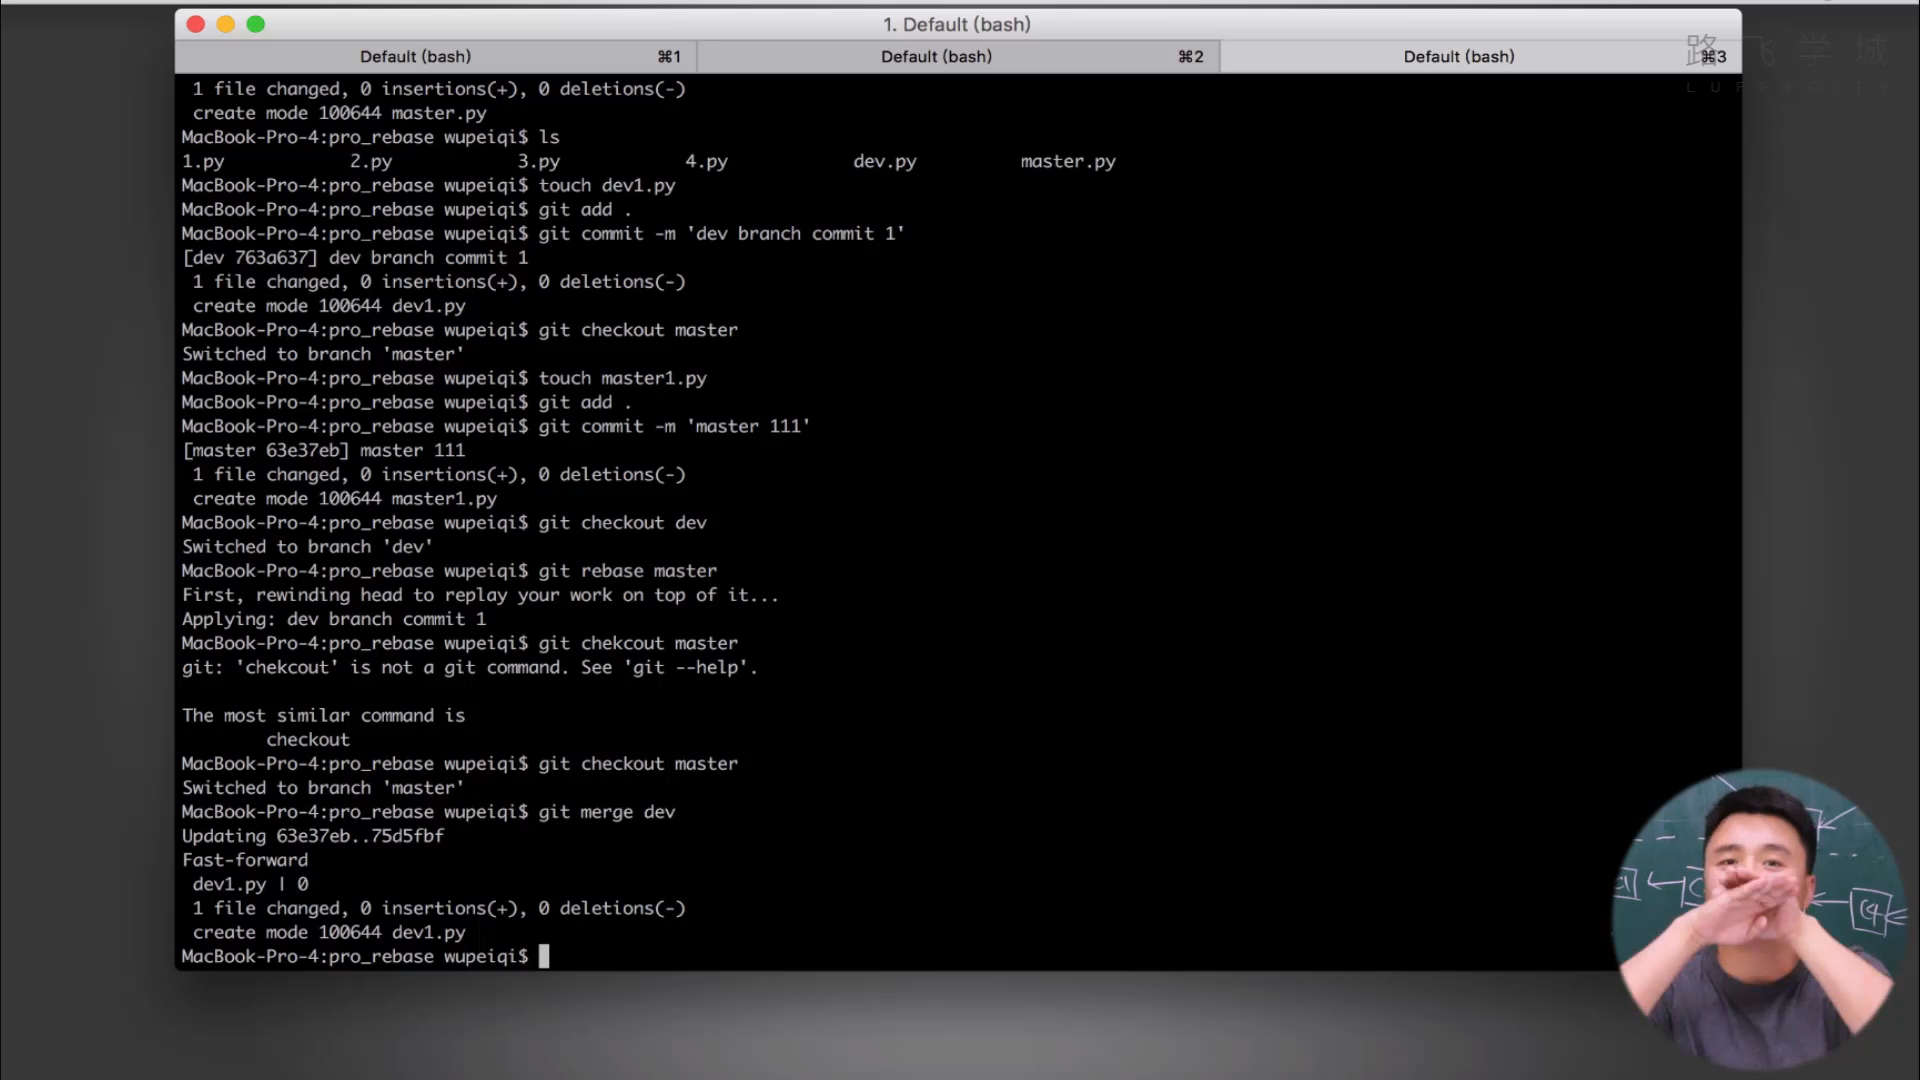 1. Default (bash)
Default (bash) ⌘1 Default (bash) ⌘2 Default (bash) ⌘3
路飞学城
LUFFYCITY
1 file changed, 0 insertions(+), 0 deletions(-)
create mode 100644 master.py
MacBook-Pro-4:pro_rebase wupeiqi$ ls
1.py 2.py 3.py 4.py dev.py master.py
MacBook-Pro-4:pro_rebase wupeiqi$ touch dev1.py
MacBook-Pro-4:pro_rebase wupeiqi$ git add .
MacBook-Pro-4:pro_rebase wupeiqi$ git commit -m 'dev branch commit 1'
[dev 763a637] dev branch commit 1
1 file changed, 0 insertions(+), 0 deletions(-)
create mode 100644 dev1.py
MacBook-Pro-4:pro_rebase wupeiqi$ git checkout master
Switched to branch 'master'
MacBook-Pro-4:pro_rebase wupeiqi$ touch master1.py
MacBook-Pro-4:pro_rebase wupeiqi$ git add .
MacBook-Pro-4:pro_rebase wupeiqi$ git commit -m 'master 111'
[master 63e37eb] master 111
1 file changed, 0 insertions(+), 0 deletions(-)
create mode 100644 master1.py
MacBook-Pro-4:pro_rebase wupeiqi$ git checkout dev
Switched to branch 'dev'
MacBook-Pro-4:pro_rebase wupeiqi$ git rebase master
First, rewinding head to replay your work on top of it...
Applying: dev branch commit 1
MacBook-Pro-4:pro_rebase wupeiqi$ git chekcout master
git: 'chekcout' is not a git command. See 'git --help'.
The most similar command is
checkout
MacBook-Pro-4:pro_rebase wupeiqi$ git checkout master
Switched to branch 'master'
MacBook-Pro-4:pro_rebase wupeiqi$ git merge dev
Updating 63e37eb..75d5fbf
Fast-forward
dev1.py | 0
1 file changed, 0 insertions(+), 0 deletions(-)
create mode 100644 dev1.py
MacBook-Pro-4:pro_rebase wupeiqi$
C4